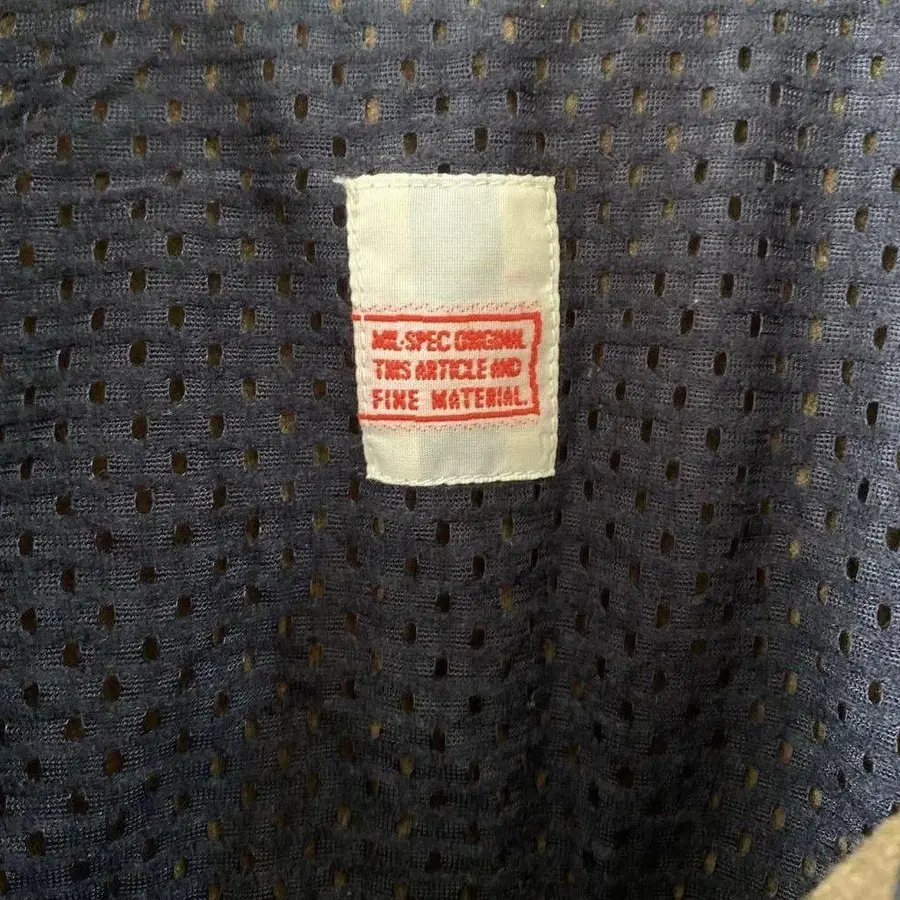 MIL-SPEC ORIGINAL
THIS ARTICLE AND
FINE MATERIAL.